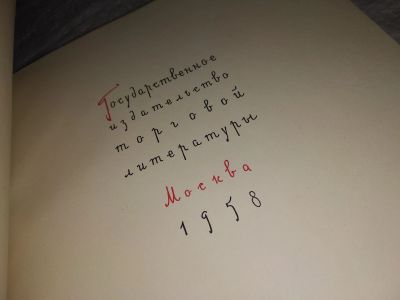 Государственное
издательство
торговой
литературы
Москва
1958